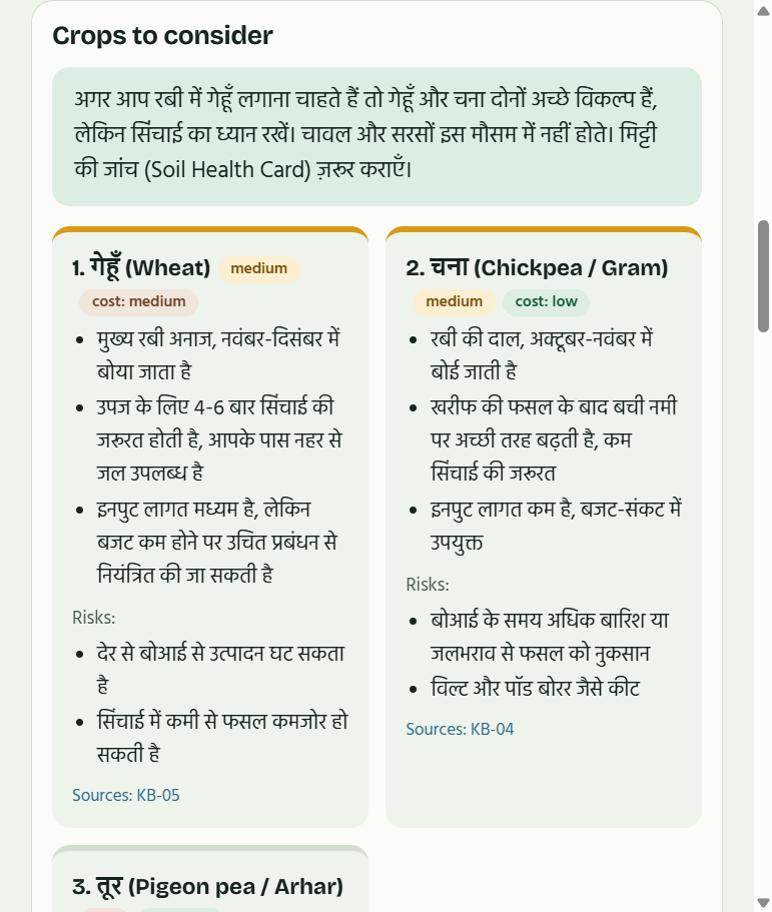 Crops to consider
अगर आप रबी में गेहूँ लगाना चाहते हैं तो गेहूँ और चना दोनों अच्छे विकल्प हैं,
लेकिन सिंचाई का ध्यान रखें। चावल और सरसों इस मौसम में नहीं होते। मिट्टी
की जांच (Soil Health Card) ज़रूर कराएँ।
1. गेहूँ (Wheat) medium
cost: medium
• मुख्य रबी अनाज, नवंबर-दिसंबर में
बोया जाता है
• उपज के लिए 4-6 बार सिंचाई की
जरूरत होती है, आपके पास नहर से
जल उपलब्ध है
• इनपुट लागत मध्यम है, लेकिन
बजट कम होने पर उचित प्रबंधन से
नियंत्रित की जा सकती है
Risks:
• देर से बोआई से उत्पादन घट सकता
है
• सिंचाई में कमी से फसल कमजोर हो
सकती है
Sources: KB-05
2. चना (Chickpea / Gram)
medium cost: low
• रबी की दाल, अक्टूबर-नवंबर में
बोई जाती है
• खरीफ की फसल के बाद बची नमी
पर अच्छी तरह बढ़ती है, कम
सिंचाई की जरूरत
• इनपुट लागत कम है, बजट-संकट में
उपयुक्त
Risks:
• बोआई के समय अधिक बारिश या
जलभराव से फसल को नुकसान
• विल्ट और पॉड बोरर जैसे कीट
Sources: KB-04
3. तूर (Pigeon pea / Arhar)